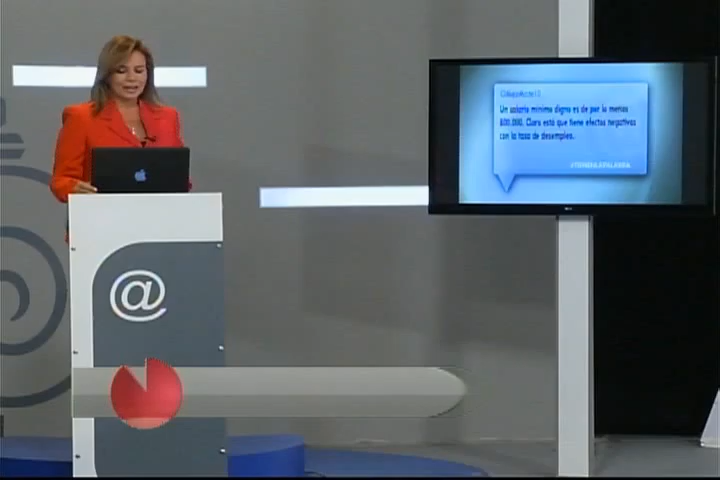 Un salario mínimo digno es de por lo menos
800.000. Claro está que tiene efectos negativos
con la tasa de desempleo.
@